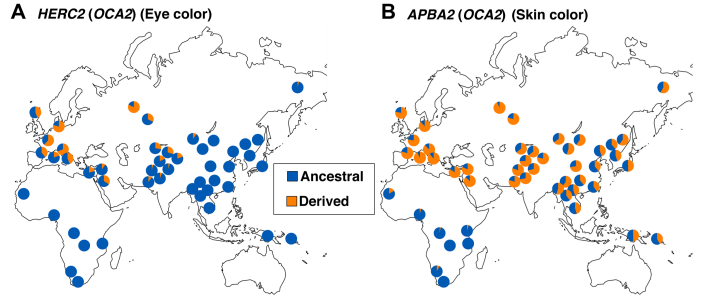 A HERC2 (OCA2) (Eye color)
B APBA2 (OCA2) (Skin color)
Ancestral
Derived